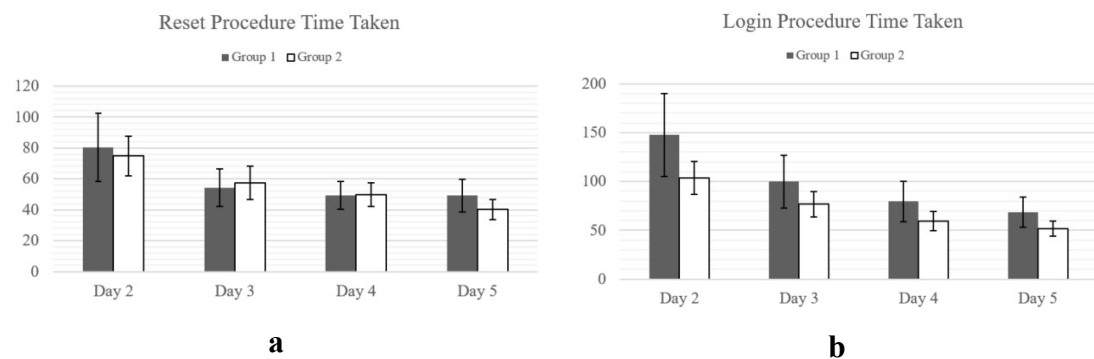 Reset Procedure Time Taken
Group 1 Group 2
120
100
80
60
40
20
0
Day 2 Day 3 Day 4 Day 5
a
Login Procedure Time Taken
Group 1 Group 2
200
150
100
50
0
Day 2 Day 3 Day 4 Day 5
b